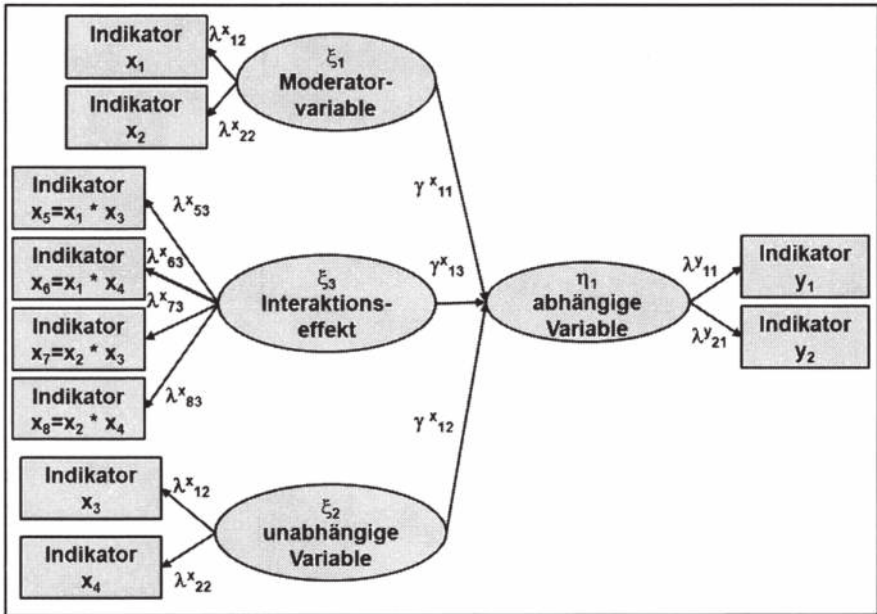 Indikator
x₁
λˣ₁₂
Indikator
x₂
λˣ₂₂
ξ₁
Moderator-
variable
γˣ₁₁
Indikator
x₅=x₁ * x₃
λˣ₅₃
Indikator
x₆=x₁ * x₄
λˣ₆₃
Indikator
x₇=x₂ * x₃
λˣ₇₃
Indikator
x₈=x₂ * x₄
λˣ₈₃
ξ₃
Interaktions-
effekt
γˣ₁₃
η₁
abhängige
Variable
λʸ₁₁
Indikator
y₁
λʸ₂₁
Indikator
y₂
γˣ₁₂
Indikator
x₃
λˣ₁₂
Indikator
x₄
λˣ₂₂
ξ₂
unabhängige
Variable